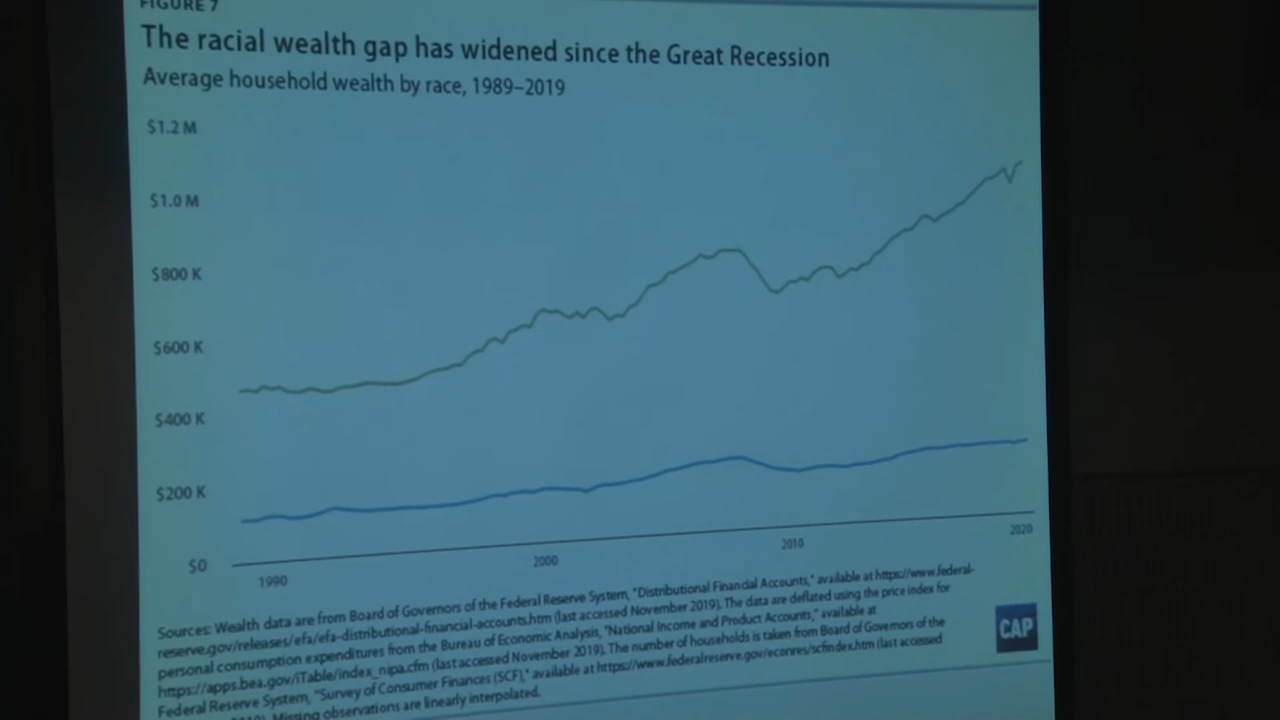 FIGURE 7
The racial wealth gap has widened since the Great Recession
Average household wealth by race, 1989–2019
$1.2 M
$1.0 M
$800 K
$600 K
$400 K
$200 K
$0
1990
2000
2010
2020
Sources: Wealth data are from Board of Governors of the Federal Reserve System, "Distributional Financial Accounts," available at https://www.federal-
reserve.gov/releases/efa/efa-distributional-financial-accounts.htm (last accessed November 2019). The data are deflated using the price index for
personal consumption expenditures from the Bureau of Economic Analysis, "National Income and Product Accounts," available at
https://apps.bea.gov/iTable/index_nipa.cfm (last accessed November 2019). The number of households is taken from Board of Governors of the
Federal Reserve System, "Survey of Consumer Finances (SCF)," available at https://www.federalreserve.gov/econres/scfindex.htm (last accessed
Missing observations are linearly interpolated.
CAP